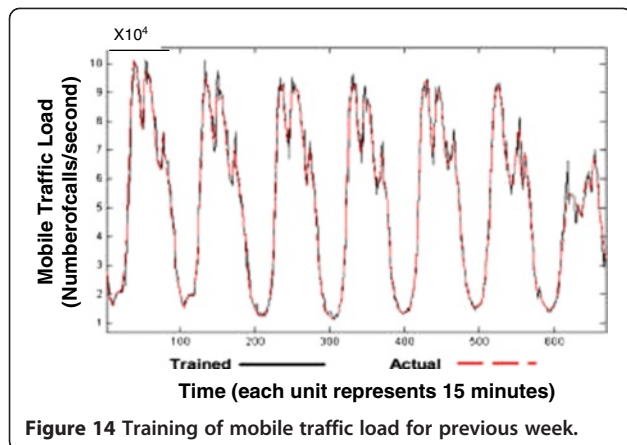 X10⁴
Mobile Traffic Load
(Numberofcalls/second)
10
9
8
7
6
5
4
3
2
1
100 200 300 400 500 600
Trained Actual
Time (each unit represents 15 minutes)
Figure 14 Training of mobile traffic load for previous week.